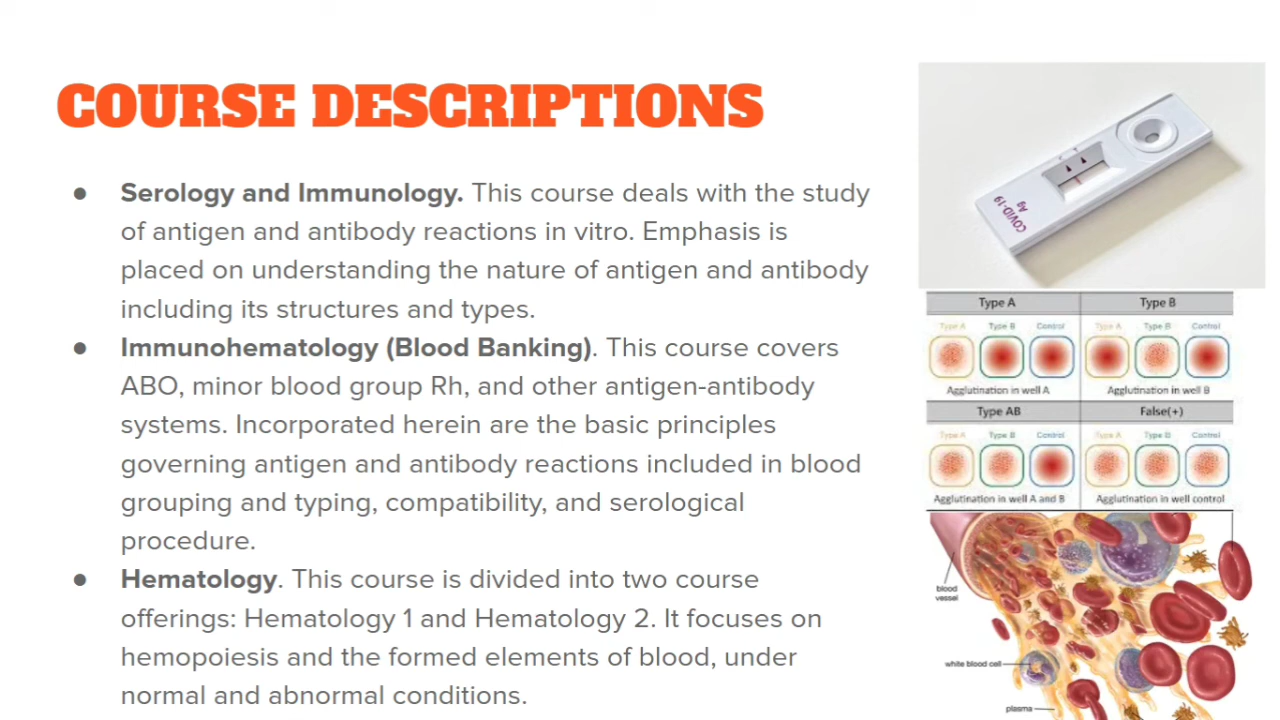 COURSE DESCRIPTIONS
● Serology and Immunology. This course deals with the study
of antigen and antibody reactions in vitro. Emphasis is
placed on understanding the nature of antigen and antibody
including its structures and types.
● Immunohematology (Blood Banking). This course covers
ABO, minor blood group Rh, and other antigen-antibody
systems. Incorporated herein are the basic principles
governing antigen and antibody reactions included in blood
grouping and typing, compatibility, and serological
procedure.
● Hematology. This course is divided into two course
offerings: Hematology 1 and Hematology 2. It focuses on
hemopoiesis and the formed elements of blood, under
normal and abnormal conditions.
COVID-19
Ag
Type A Type B
Type A Type B Control Type A Type B Control
Agglutination in well A Agglutination in well B
Type AB False(+)
Type A Type B Control Type A Type B Control
Agglutination in well A and B Agglutination in well control
blood
vessel
white blood cell
plasma